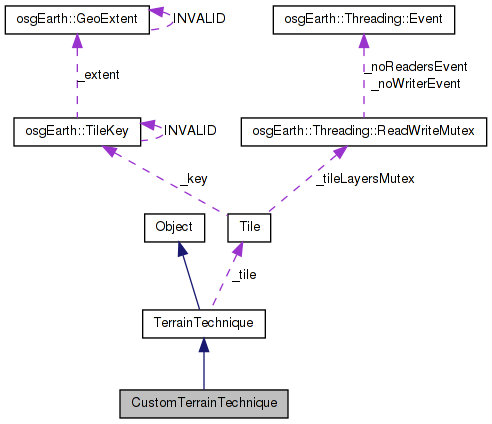 osgEarth::GeoExtent
INVALID
osgEarth::Threading::Event
_extent
_noReadersEvent
_noWriterEvent
osgEarth::TileKey
INVALID
osgEarth::Threading::ReadWriteMutex
_key
_tileLayersMutex
Object
Tile
_tile
TerrainTechnique
CustomTerrainTechnique